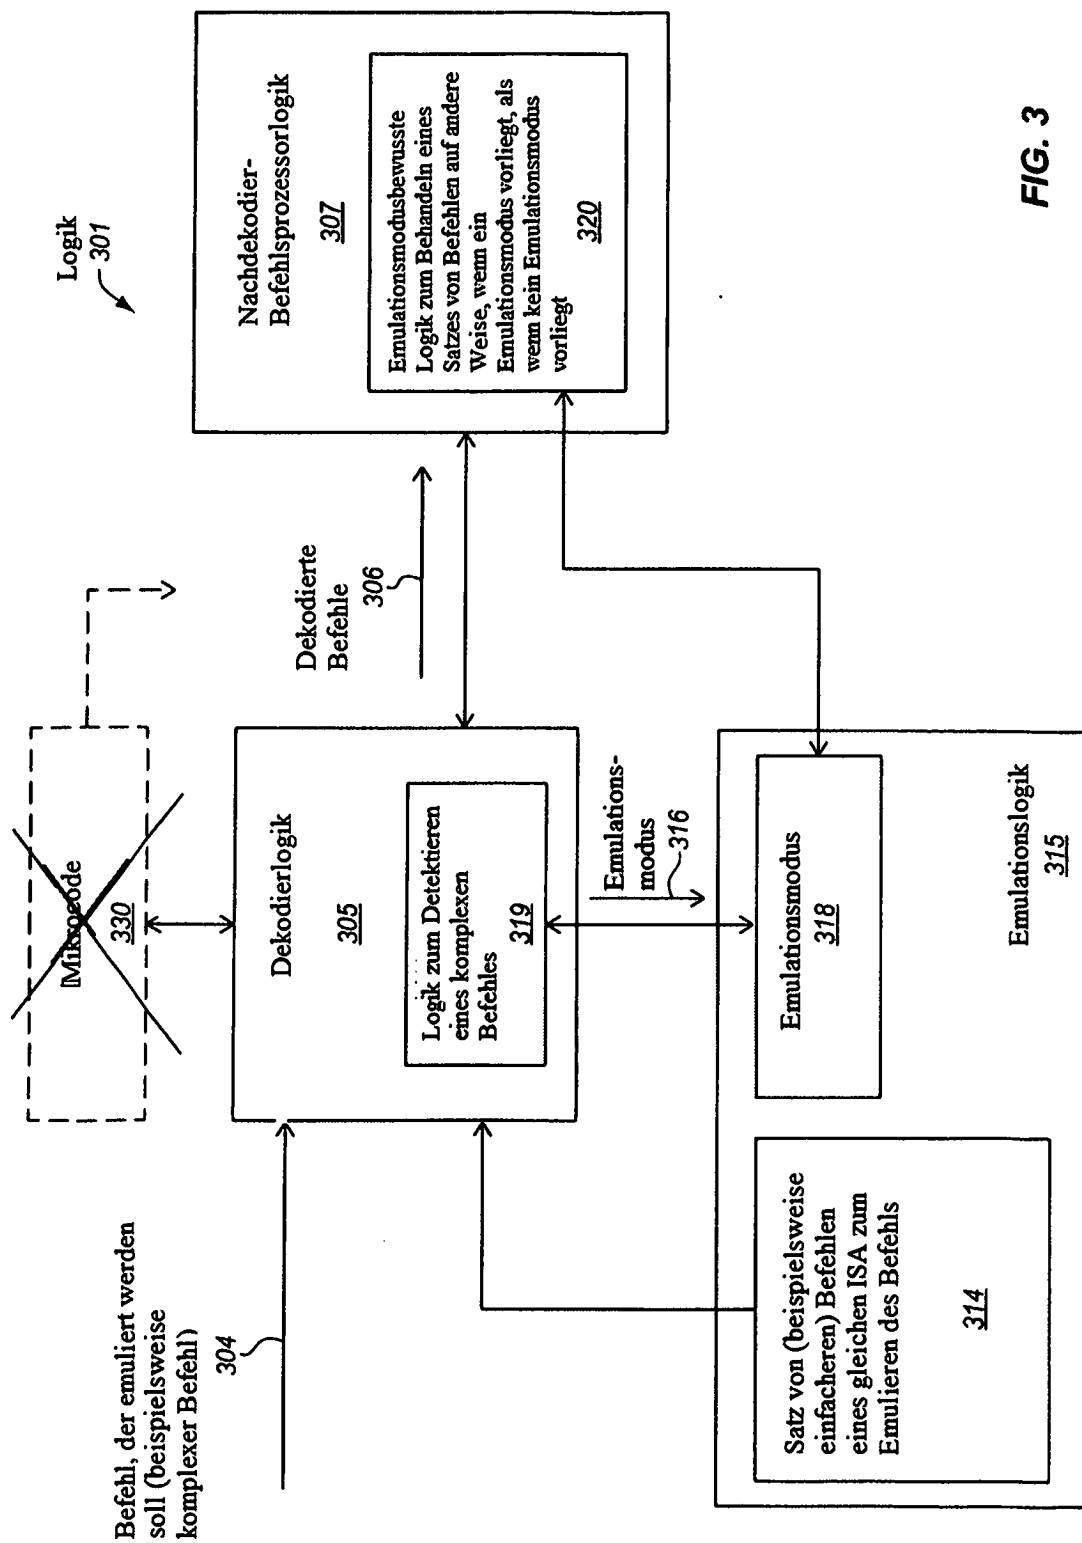 Befehl, der emuliert werden
soll (beispielsweise
komplexer Befehl)
304
Mikrocode
330
Logik
301
Dekodierlogik
305
Logik zum Detektieren
eines komplexen
Befehles
319
Dekodierte
Befehle
306
Nachdekodier-
Befehlsprozessorlogik
307
Emulationsmodusbewusste
Logik zum Behandeln eines
Satzes von Befehlen auf andere
Weise, wenn ein
Emulationsmodus vorliegt, als
wenn kein Emulationsmodus
vorliegt
320
Emulations-
modus
316
Satz von (beispielsweise
einfacheren) Befehlen
eines gleichen ISA zum
Emulieren des Befehls
314
Emulationsmodus
318
Emulationslogik
315
FIG. 3